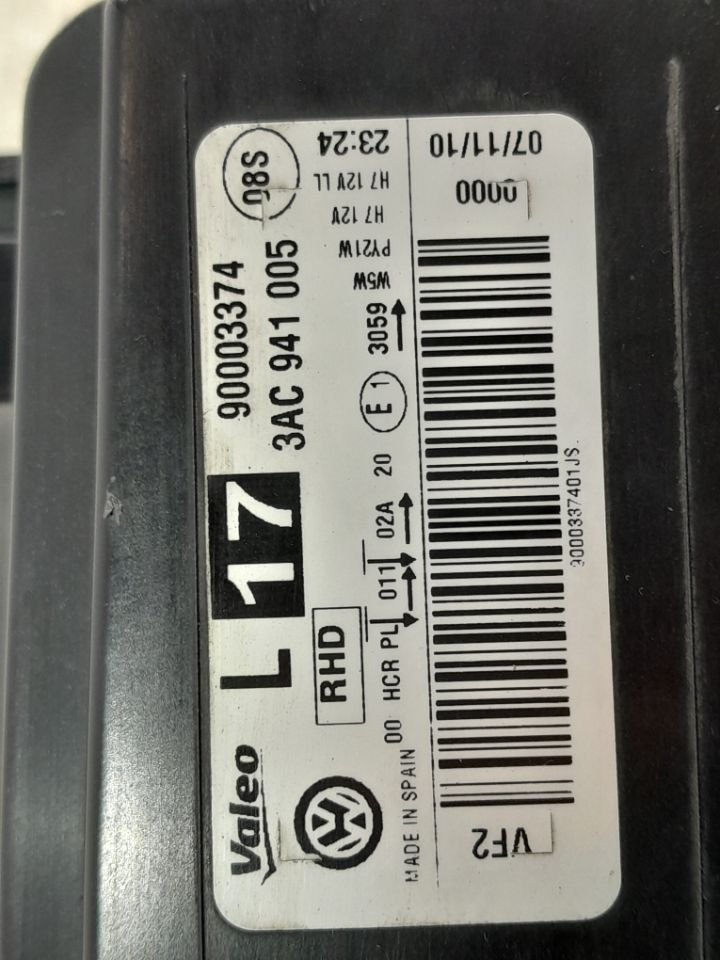 Valeo
L 17
90003374
3AC 941 005
98S
RHD
23:24
H7 12V LL
H7 12V
PY21W
W5W
00 HCR PL 011 02A 20 E 1 3059
MADE IN SPAIN
07/11/10
0000
VF2
9000337401JS